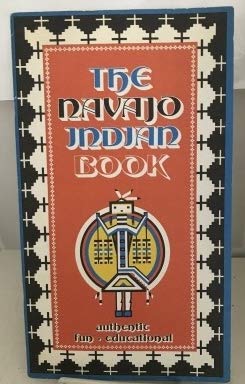 THE
NAVAJO
INDIAN
BOOK
authentic
fun . educational